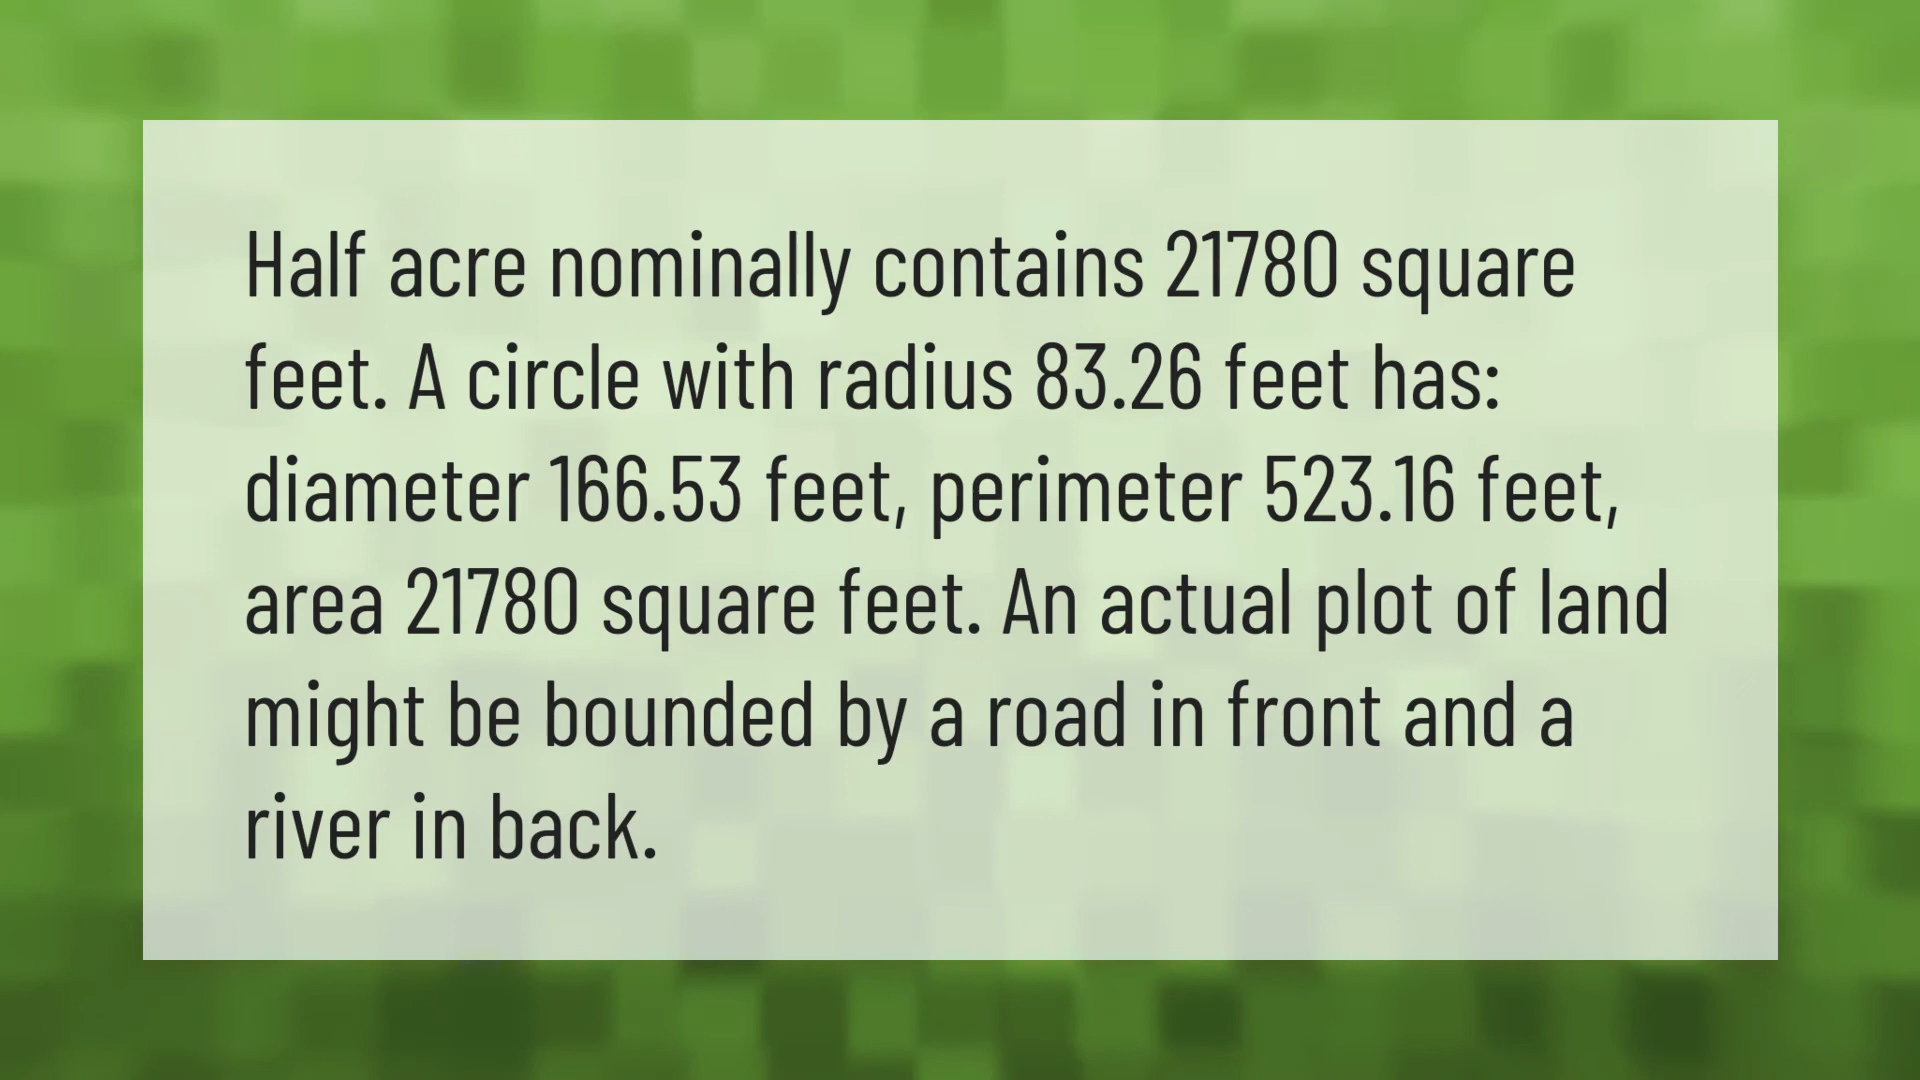 Half acre nominally contains 21780 square
feet. A circle with radius 83.26 feet has:
diameter 166.53 feet, perimeter 523.16 feet,
area 21780 square feet. An actual plot of land
might be bounded by a road in front and a
river in back.